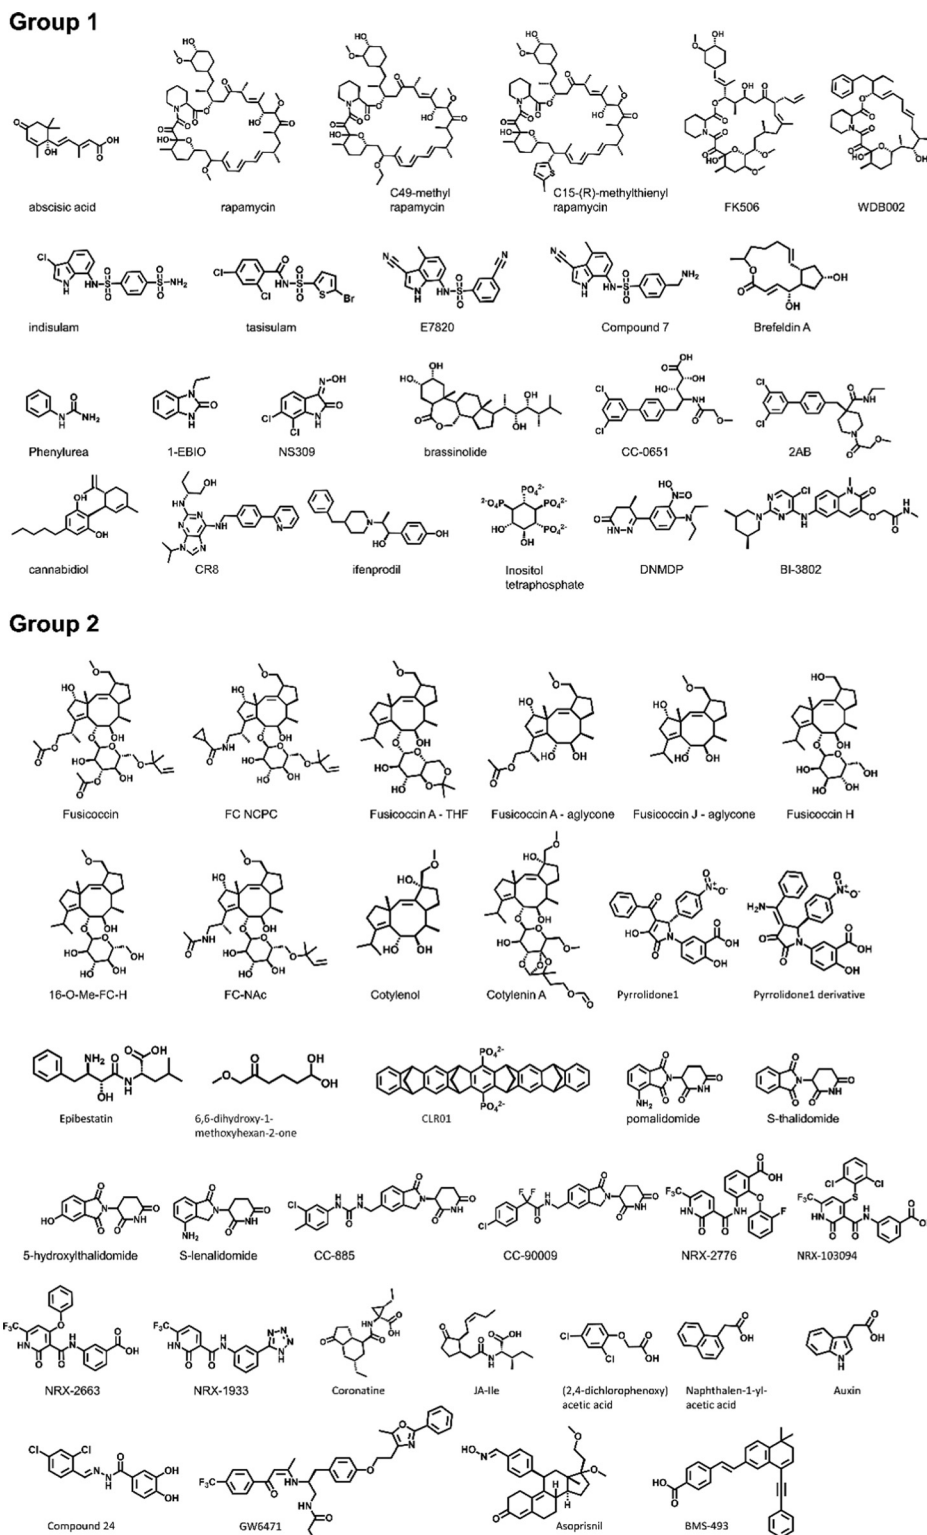 Group 1
abscisic acid
rapamycin
C49-methyl
rapamycin
C15-(R)-methylthienyl
rapamycin
FK506
WDB002
indisulam
tasisulam
E7820
Compound 7
Brefeldin A
Phenylurea
1-EBIO
NS309
brassinolide
CC-0651
2AB
cannabidiol
CR8
ifenprodil
Inositol
tetraphosphate
DNMDP
BI-3802
Group 2
Fusicoccin
FC NCPC
Fusicoccin A - THF
Fusicoccin A - aglycone
Fusicoccin J - aglycone
Fusicoccin H
16-O-Me-FC-H
FC-NAc
Cotylenol
Cotylenin A
Pyrrolidone1
Pyrrolidone1 derivative
Epibestatin
6,6-dihydroxy-1-
methoxyhexan-2-one
CLR01
pomalidomide
S-thalidomide
5-hydroxylthalidomide
S-lenalidomide
CC-885
CC-90009
NRX-2776
NRX-103094
NRX-2663
NRX-1933
Coronatine
JA-Ile
(2,4-dichlorophenoxy)
acetic acid
Naphthalen-1-yl-
acetic acid
Auxin
Compound 24
GW6471
Asoprisnil
BMS-493